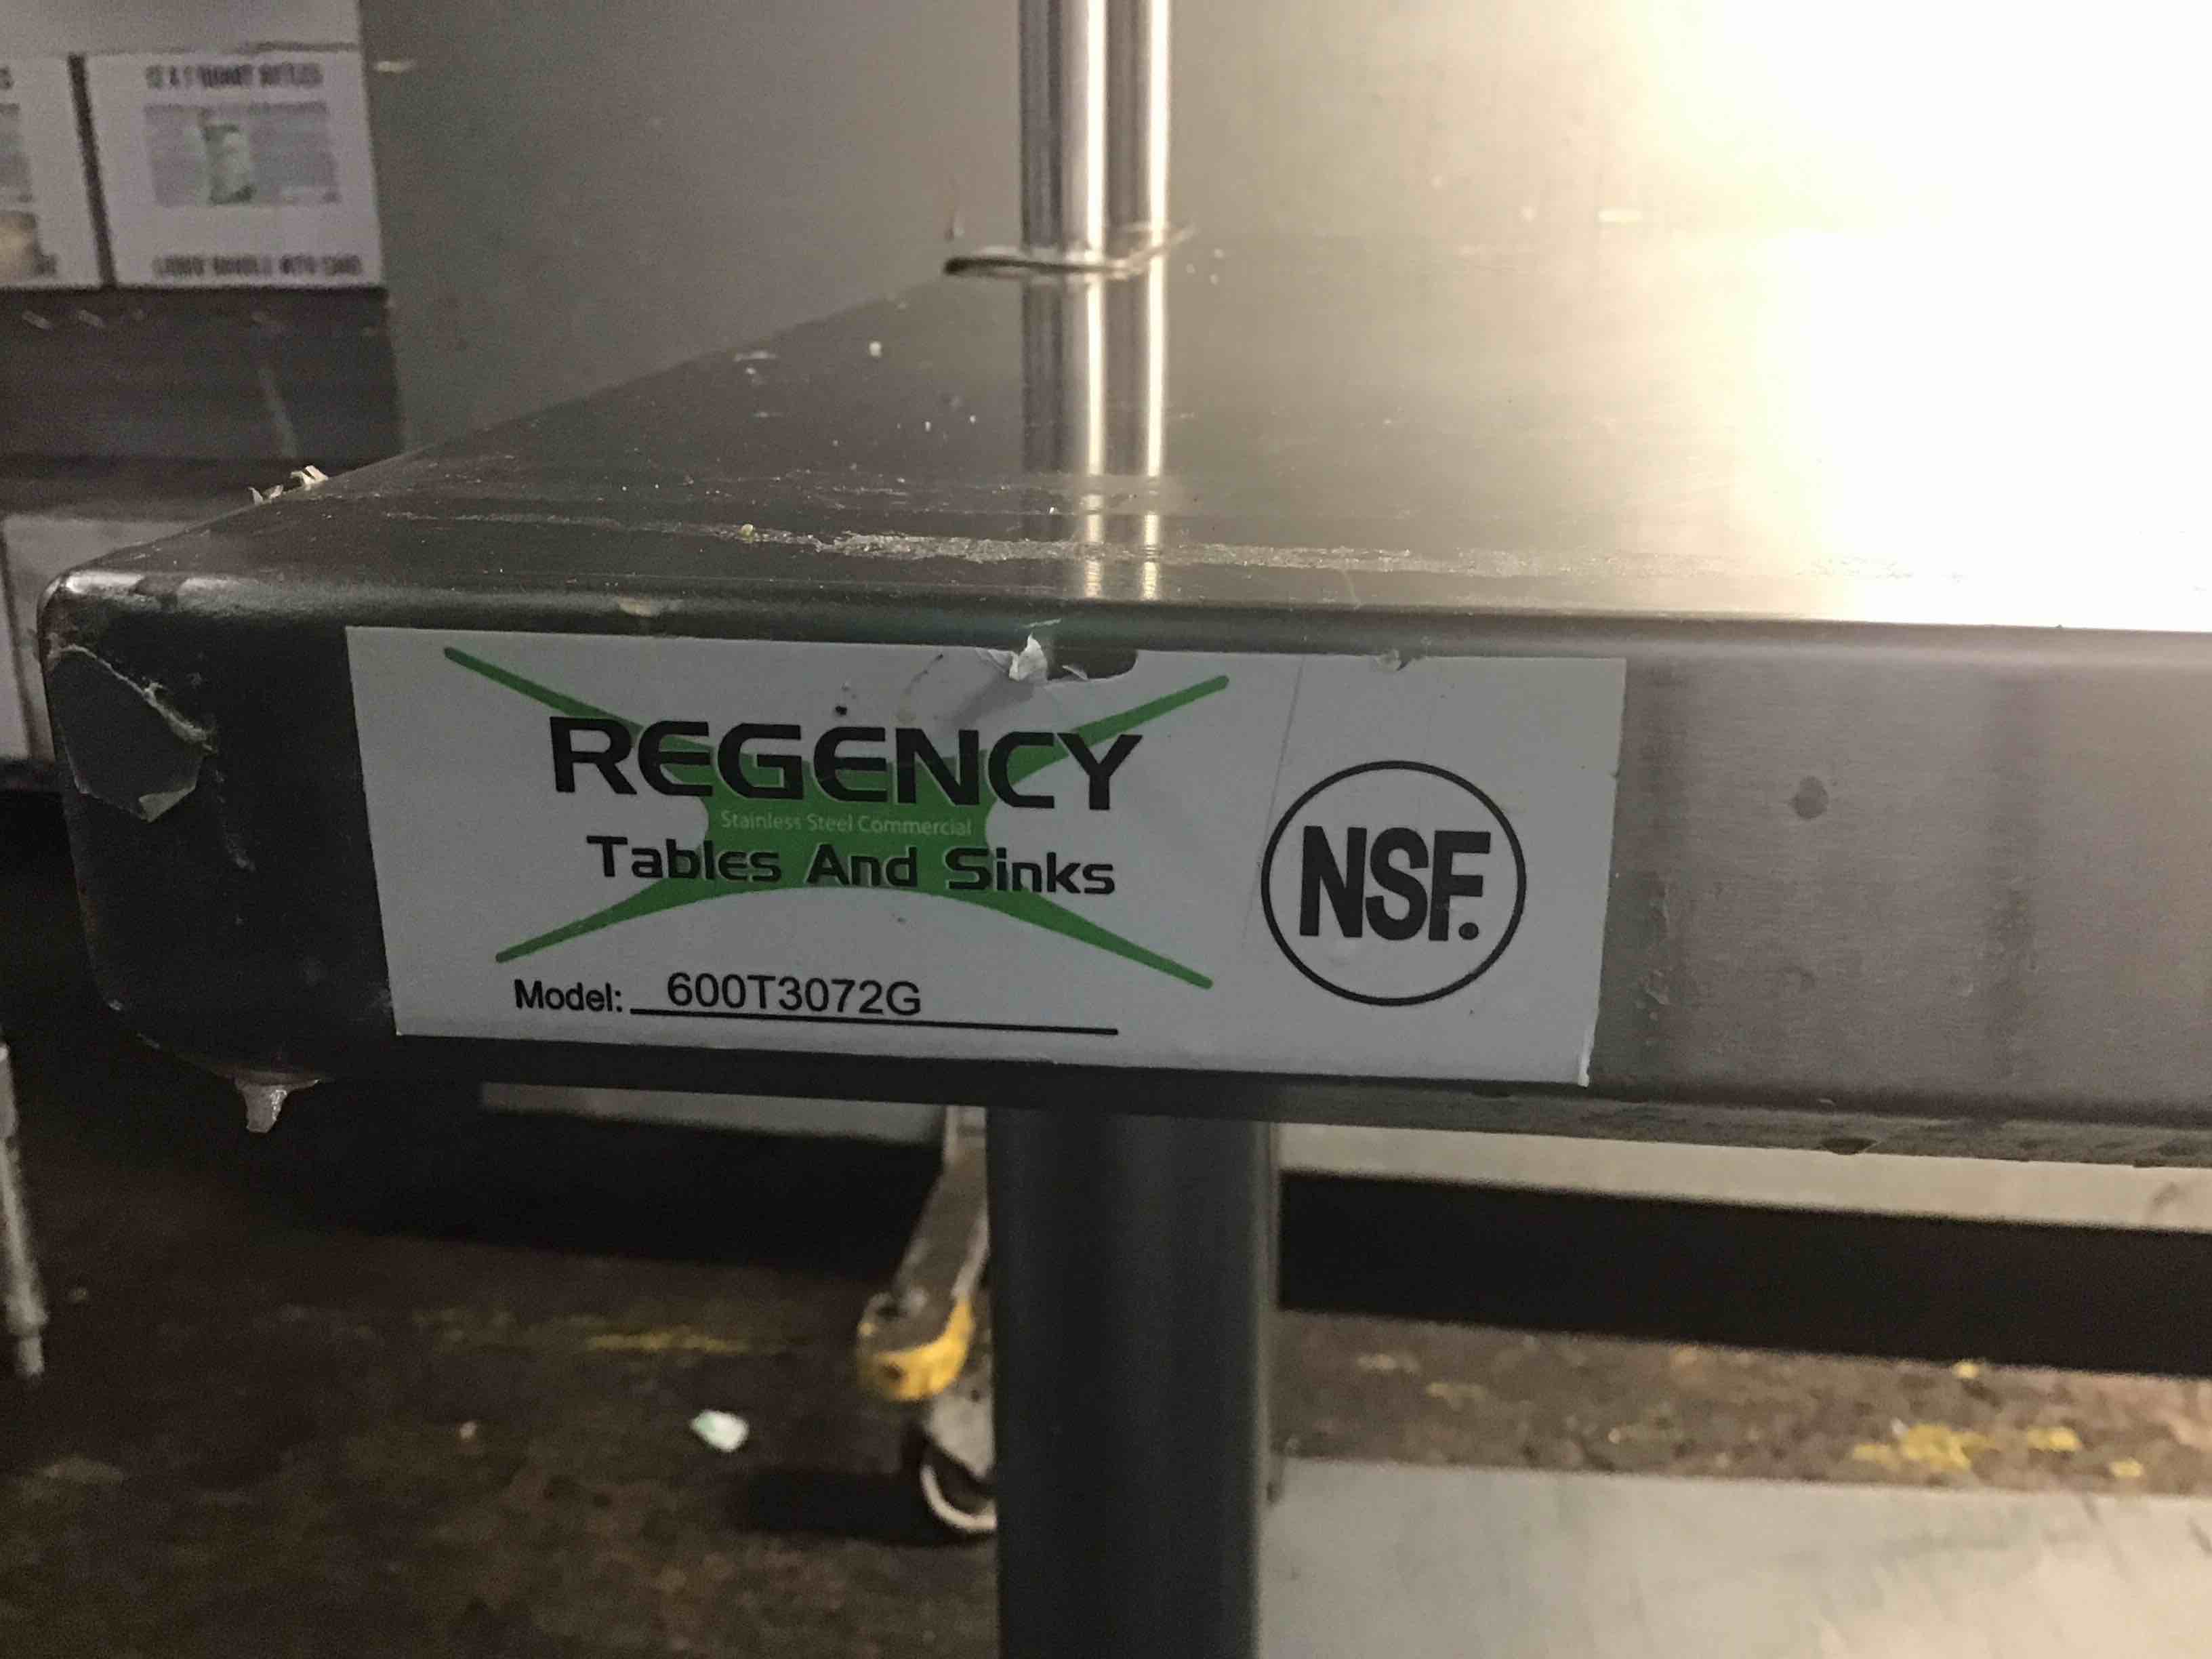 REGENCY
Stainless Steel Commercial
Tables And Sinks
Model: 600T3072G
NSF.